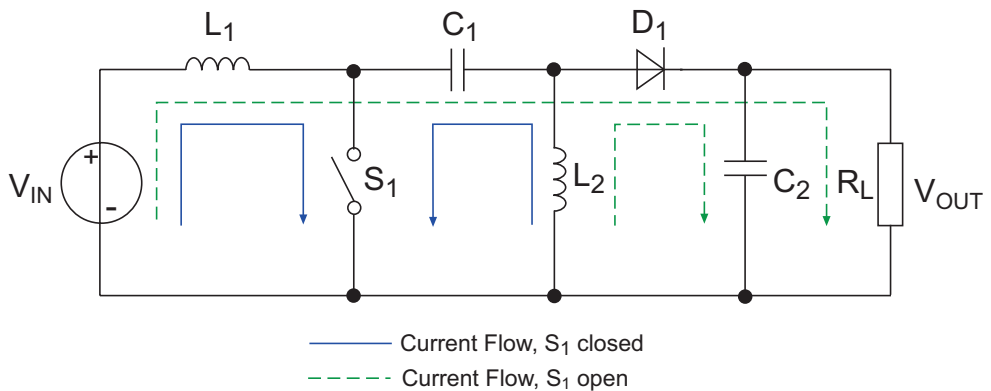 L1
C1
D1
+
-
VIN
S1
L2
C2
RL
VOUT
Current Flow, S1 closed
Current Flow, S1 open